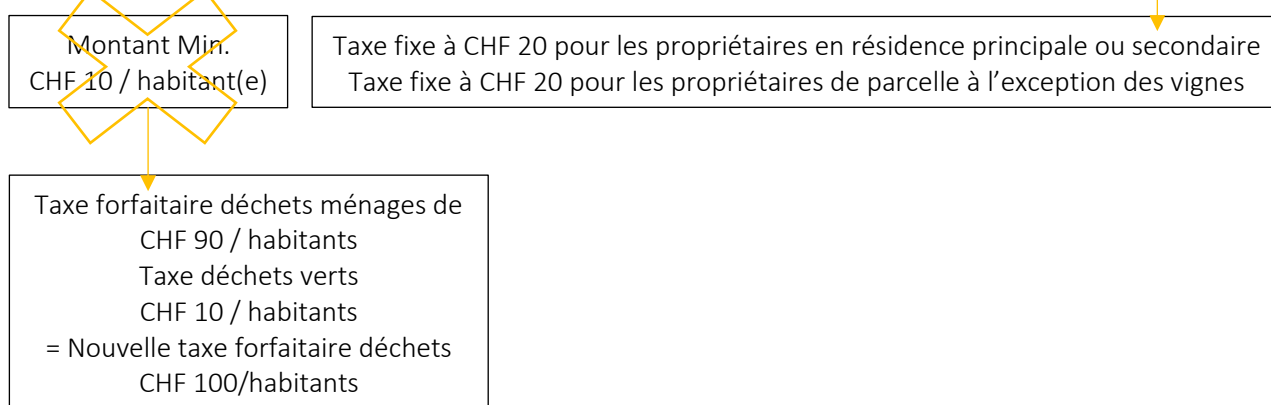 Montant Min.
CHF 10 / habitant(e)
Taxe fixe à CHF 20 pour les propriétaires en résidence principale ou secondaire
Taxe fixe à CHF 20 pour les propriétaires de parcelle à l’exception des vignes
Taxe forfaitaire déchets ménages de
CHF 90 / habitants
Taxe déchets verts
CHF 10 / habitants
= Nouvelle taxe forfaitaire déchets
CHF 100/habitants